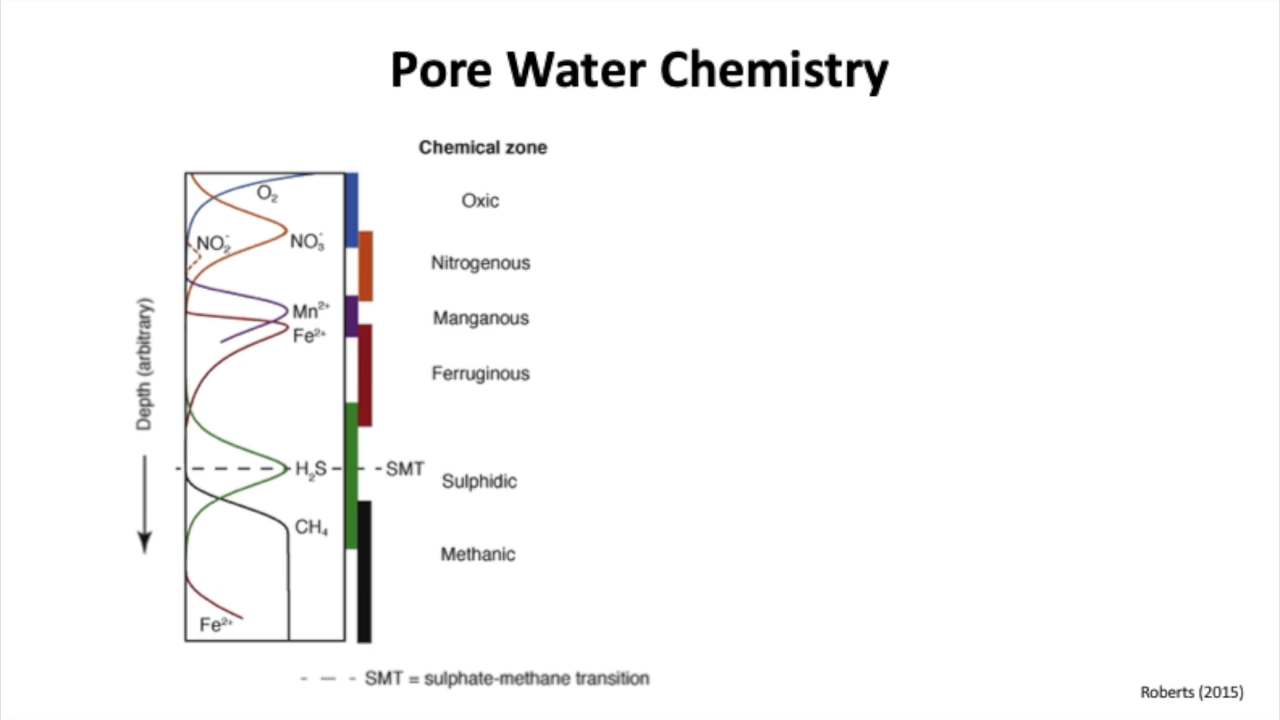 Pore Water Chemistry
Chemical zone
O₂
Oxic
NO₂⁻
NO₃⁻
Nitrogenous
Mn²⁺
Manganous
Fe²⁺
Ferruginous
Depth (arbitrary)
H₂S
SMT
Sulphidic
CH₄
Methanic
Fe²⁺
SMT = sulphate-methane transition
Roberts (2015)